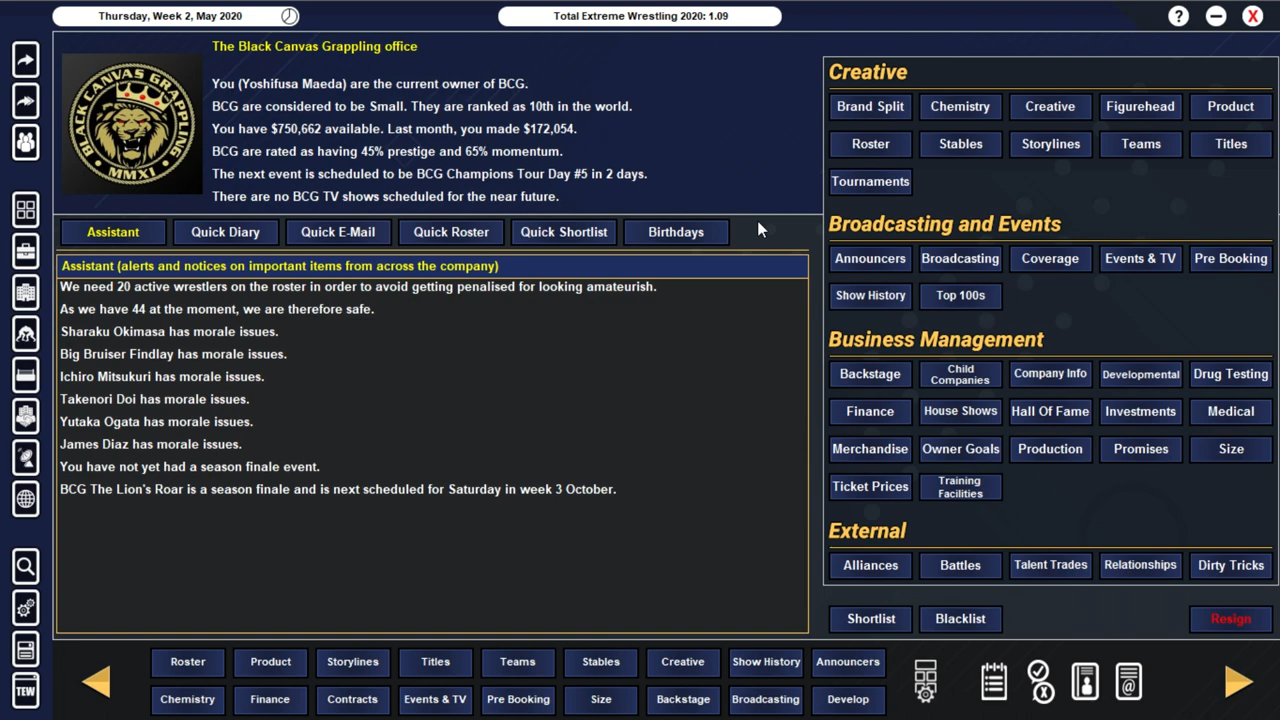 Thursday, Week 2, May 2020
Total Extreme Wrestling 2020: 1.09
?
X
BLACK CANVAS GRAPPLING
MMXI
The Black Canvas Grappling office
You (Yoshifusa Maeda) are the current owner of BCG.
BCG are considered to be Small. They are ranked as 10th in the world.
You have $750,662 available. Last month, you made $172,054.
BCG are rated as having 45% prestige and 65% momentum.
The next event is scheduled to be BCG Champions Tour Day #5 in 2 days.
There are no BCG TV shows scheduled for the near future.
Assistant Quick Diary Quick E-Mail Quick Roster Quick Shortlist Birthdays
Assistant (alerts and notices on important items from across the company)
We need 20 active wrestlers on the roster in order to avoid getting penalised for looking amateurish.
As we have 44 at the moment, we are therefore safe.
Sharaku Okimasa has morale issues.
Big Bruiser Findlay has morale issues.
Ichiro Mitsukuri has morale issues.
Takenori Doi has morale issues.
Yutaka Ogata has morale issues.
James Diaz has morale issues.
You have not yet had a season finale event.
BCG The Lion's Roar is a season finale and is next scheduled for Saturday in week 3 October.
Creative
Brand Split Chemistry Creative Figurehead Product
Roster Stables Storylines Teams Titles
Tournaments
Broadcasting and Events
Announcers Broadcasting Coverage Events & TV Pre Booking
Show History Top 100s
Business Management
Backstage Child Companies Company Info Developmental Drug Testing
Finance House Shows Hall Of Fame Investments Medical
Merchandise Owner Goals Production Promises Size
Ticket Prices Training Facilities
External
Alliances Battles Talent Trades Relationships Dirty Tricks
Shortlist Blacklist Resign
TEW
Roster Product Storylines Titles Teams Stables Creative Show History Announcers
Chemistry Finance Contracts Events & TV Pre Booking Size Backstage Broadcasting Develop